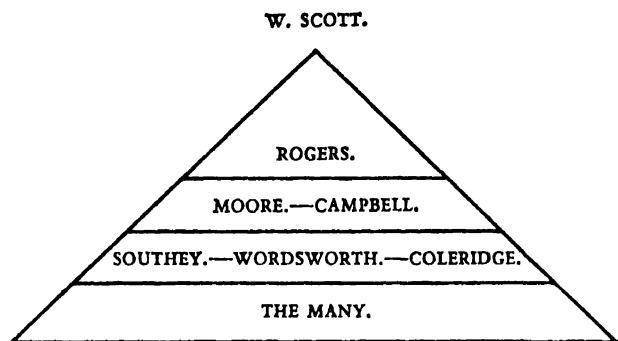 W. SCOTT.
ROGERS.
MOORE.—CAMPBELL.
SOUTHEY.—WORDSWORTH.—COLERIDGE.
THE MANY.